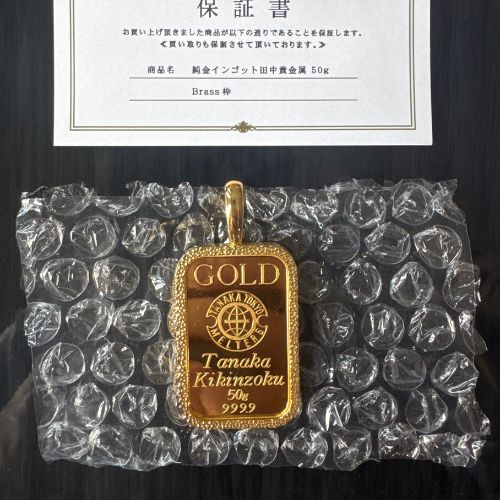 保証書
お買い上げ頂きました商品が以下の通りであることを保証します。
≪買い取りも保証させて頂いております。≫
商品名 純金インゴット田中貴金属 50g
Brass 枠
GOLD
TANAKA TOKYO
MELTERS
Tanaka
Kikinzoku
50g
999.9